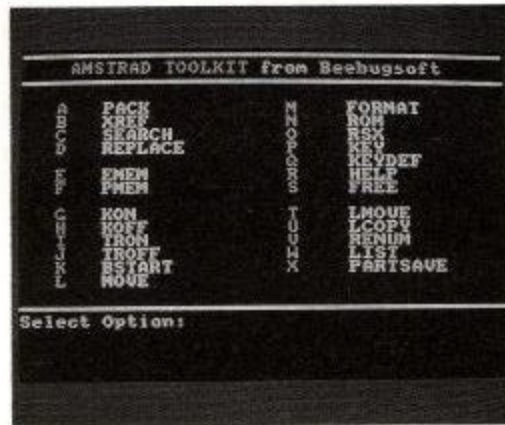 AMSTRAD TOOLKIT from Beebugsoft
A PACK
B XREF
C SEARCH
D REPLACE
E EMEM
F PMEM
G KON
H KOFF
I TRON
J TROFF
K BSTART
L MOVE
M FORMAT
N ROM
O RSX
P KEY
Q KEYDEF
R HELP
S FREE
T LMOVE
U LCOPY
V RENUM
W LIST
X PARTSAVE
Select Option: